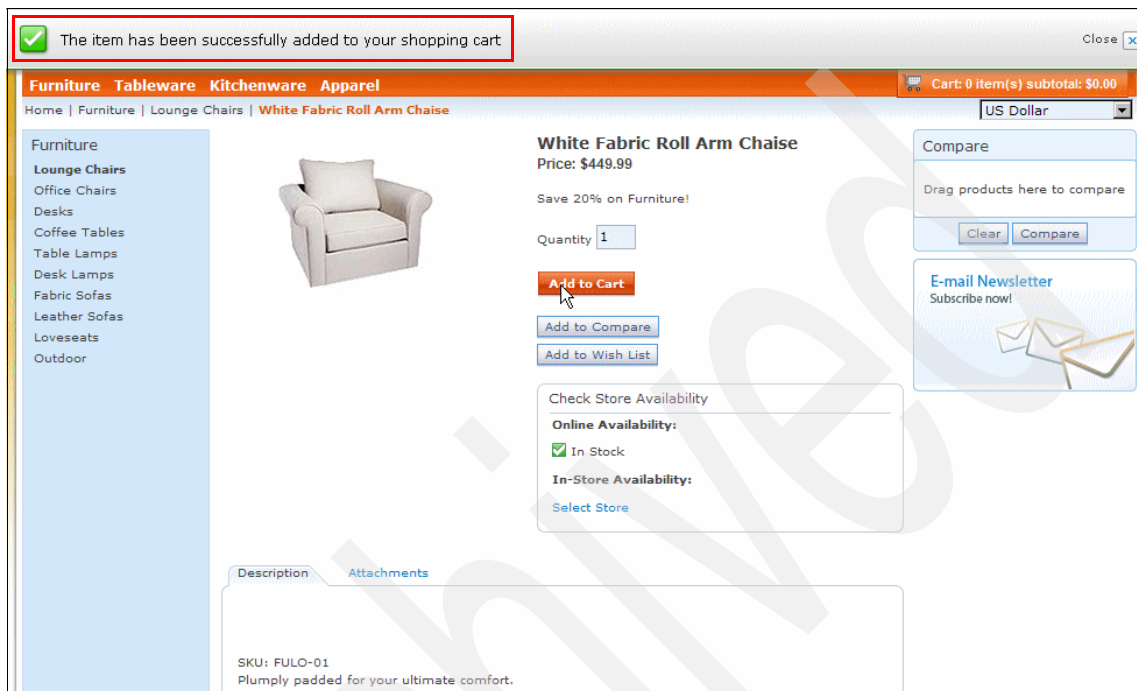 The item has been successfully added to your shopping cart
Close
Furniture Tableware Kitchenware Apparel
Cart: 0 item(s) subtotal: $0.00
Home | Furniture | Lounge Chairs | White Fabric Roll Arm Chaise
US Dollar
Furniture
Lounge Chairs
Office Chairs
Desks
Coffee Tables
Table Lamps
Desk Lamps
Fabric Sofas
Leather Sofas
Loveseats
Outdoor
White Fabric Roll Arm Chaise
Price: $449.99
Save 20% on Furniture!
Quantity 1
Add to Cart
Add to Compare
Add to Wish List
Check Store Availability
Online Availability:
In Stock
In-Store Availability:
Select Store
Compare
Drag products here to compare
Clear Compare
E-mail Newsletter
Subscribe now!
Description Attachments
SKU: FULO-01
Plumply padded for your ultimate comfort.